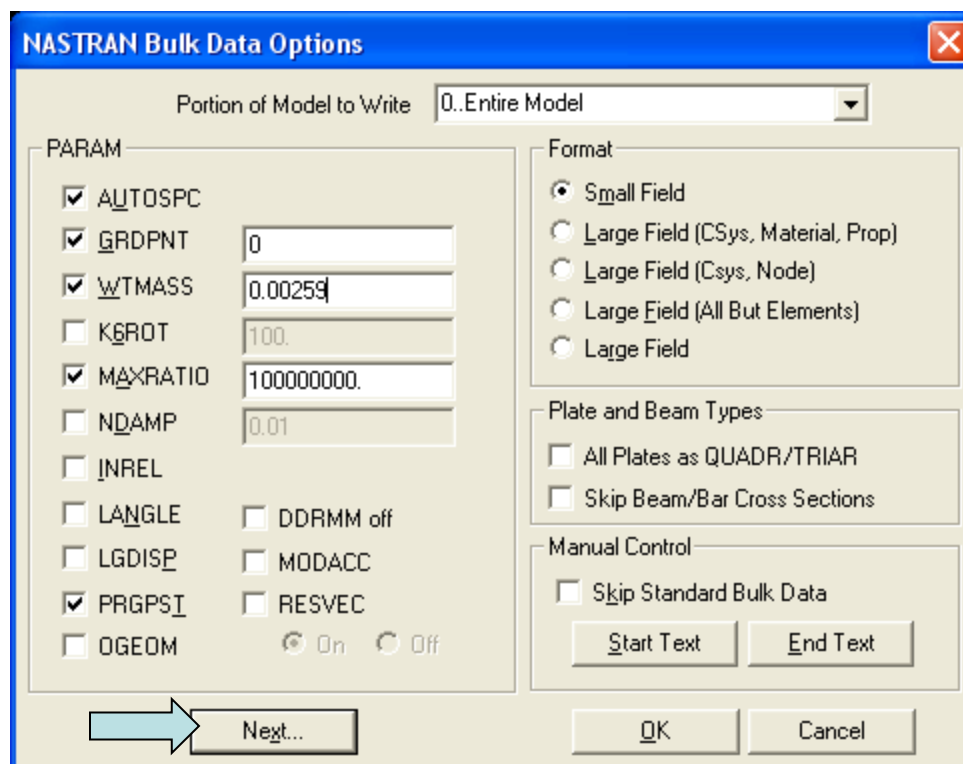 NASTRAN Bulk Data Options
Portion of Model to Write 0..Entire Model
PARAM
AUTOSPC
GRDPNT 0
WTMASS 0.00259
K6ROT 100.
MAXRATIO 100000000.
NDAMP 0.01
INREL
LANGLE DDRMM off
LGDISP MODACC
PRGPST RESVEC
OGEOM On Off
Format
Small Field
Large Field (CSys, Material, Prop)
Large Field (Csys, Node)
Large Field (All But Elements)
Large Field
Plate and Beam Types
All Plates as QUADR/TRIAR
Skip Beam/Bar Cross Sections
Manual Control
Skip Standard Bulk Data
Start Text End Text
Next... OK Cancel